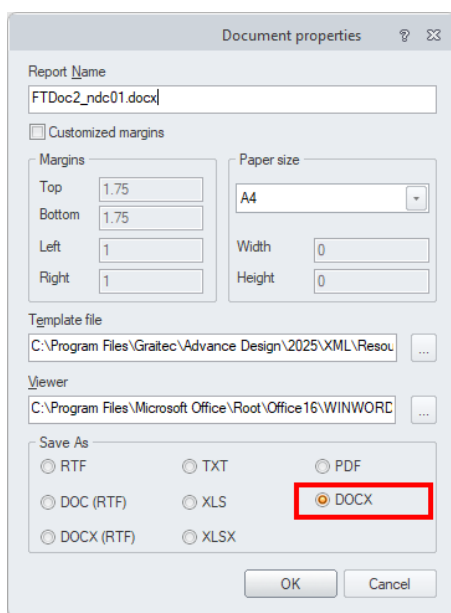 Document properties
Report Name
FTDoc2_ndc01.docx
Customized margins
Margins
Paper size
Top 1.75
A4
Bottom 1.75
Left 1
Width 0
Right 1
Height 0
Template file
C:\Program Files\Graitec\Advance Design\2025\XML\Resou ...
Viewer
C:\Program Files\Microsoft Office\Root\Office16\WINWORD ...
Save As
RTF TXT PDF
DOC (RTF) XLS DOCX
DOCX (RTF) XLSX
OK Cancel